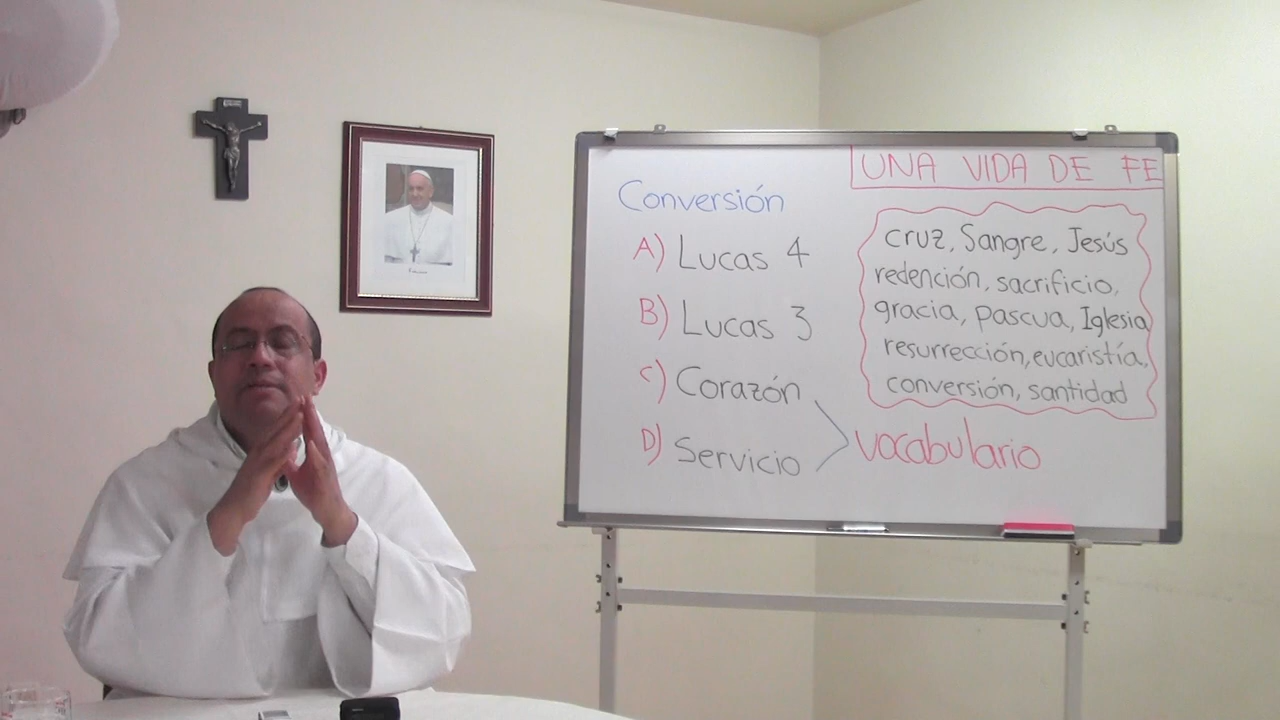 UNA VIDA DE FE
Conversión
A) Lucas 4
B) Lucas 3
C) Corazón
D) Servicio
cruz, Sangre, Jesús
redención, sacrificio,
gracia, pascua, Iglesia
resurrección, eucaristía,
conversión, santidad
vocabulario